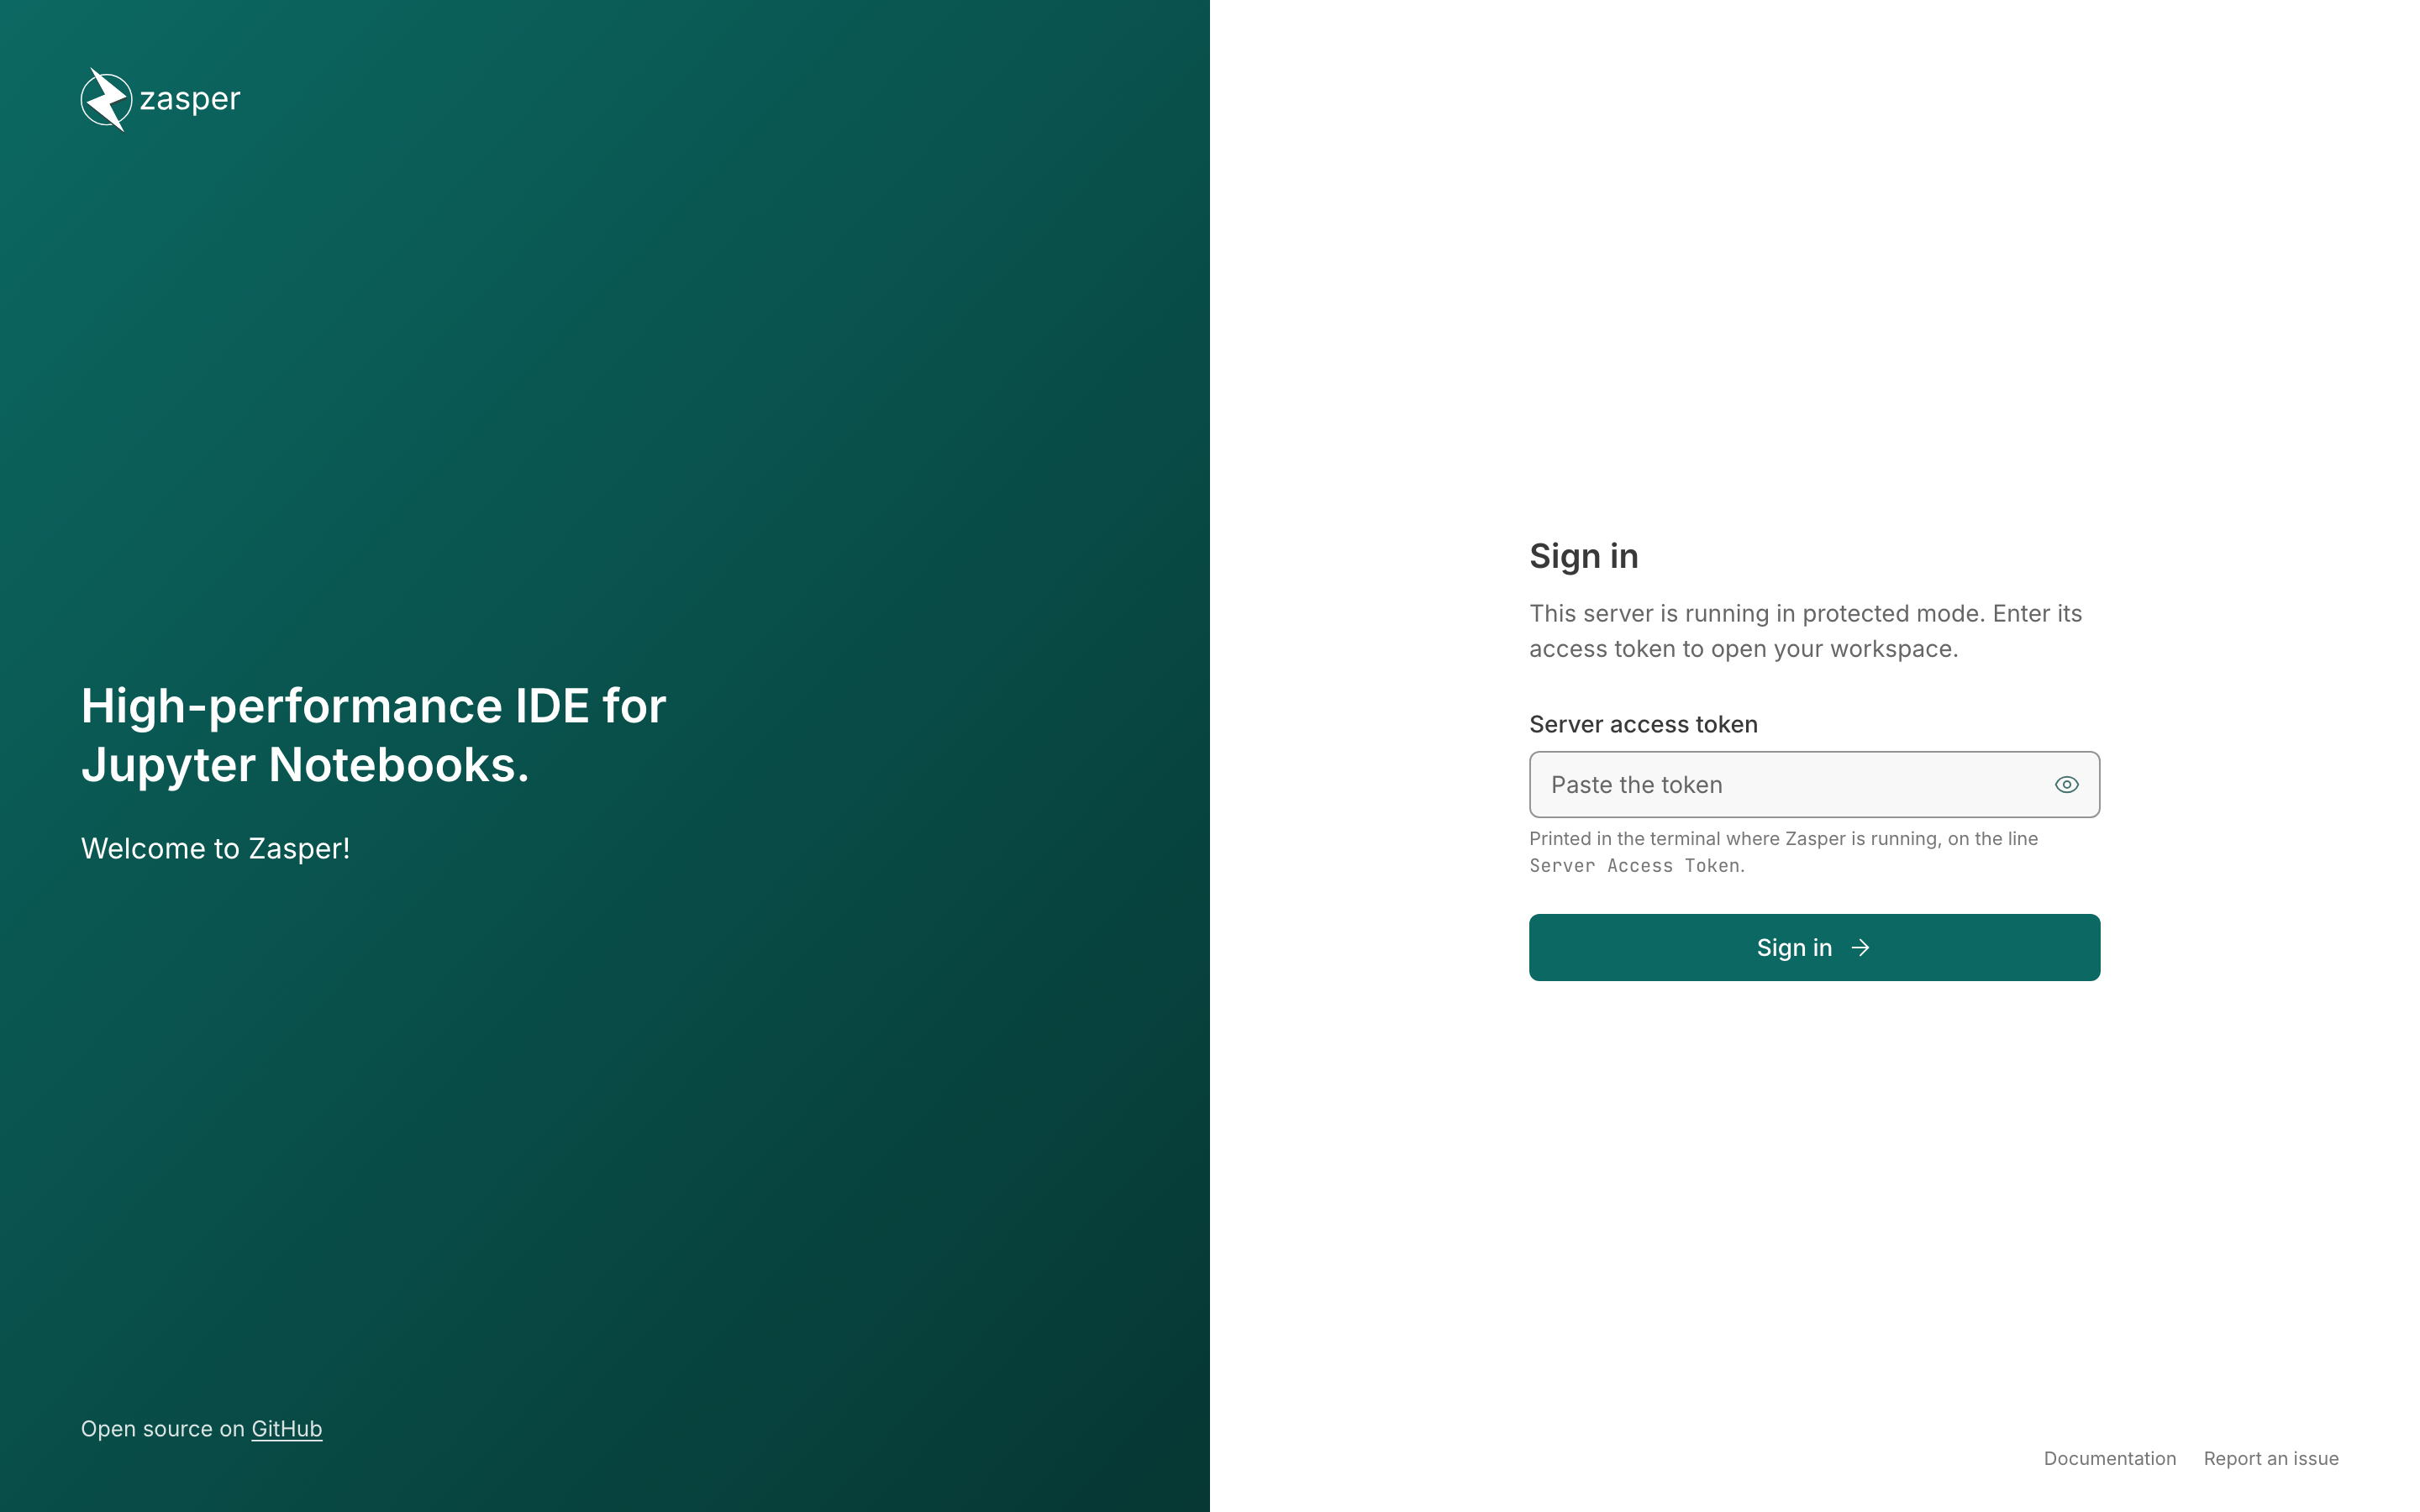 zasper
High-performance IDE for
Jupyter Notebooks.
Welcome to Zasper!
Open source on GitHub
Sign in
This server is running in protected mode. Enter its
access token to open your workspace.
Server access token
Paste the token
Printed in the terminal where Zasper is running, on the line
Server Access Token.
Sign in
Documentation Report an issue